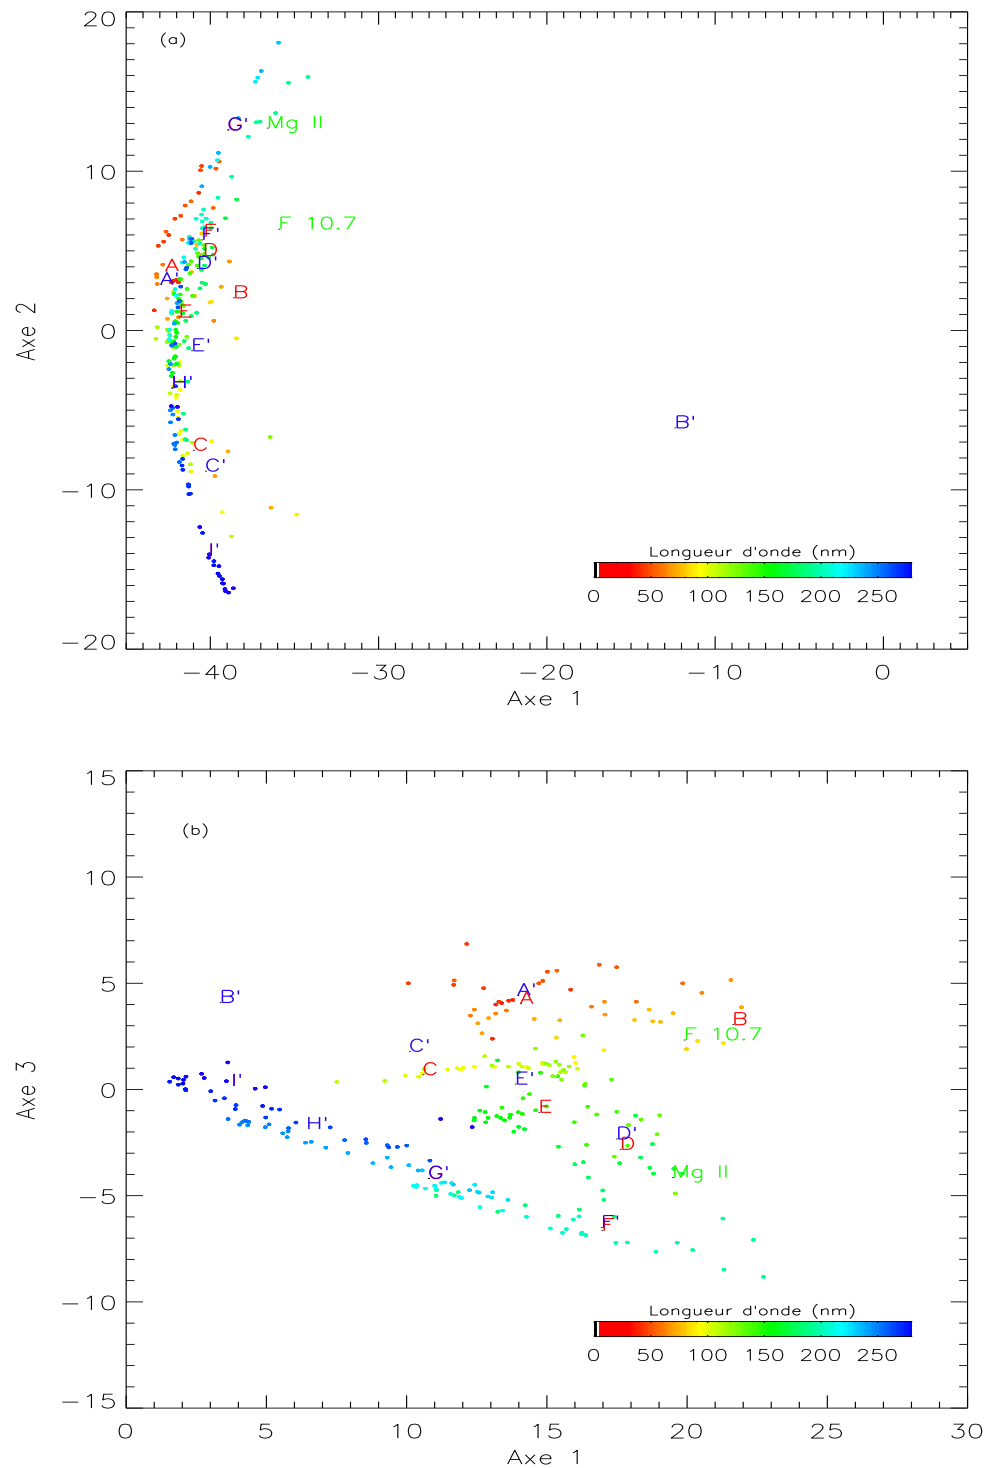 20
(a)
G'
Mg II
10
F
F'
F 10.7
D
D'
A
A'
B
E
0
E'
H'
B'
C
C'
−10
I'
Longueur d'onde (nm)
0 50 100 150 200 250
−20
−40 −30 −20 −10 0
Axe 1
Axe 2
15
(b)
10
5
A'
A
B'
B
F 10.7
C'
C
I'
E'
0
E
H'
D'
D
G'
Mg II
−5
F'
F
−10
Longueur d'onde (nm)
0 50 100 150 200 250
−15
0 5 10 15 20 25 30
Axe 1
Axe 3